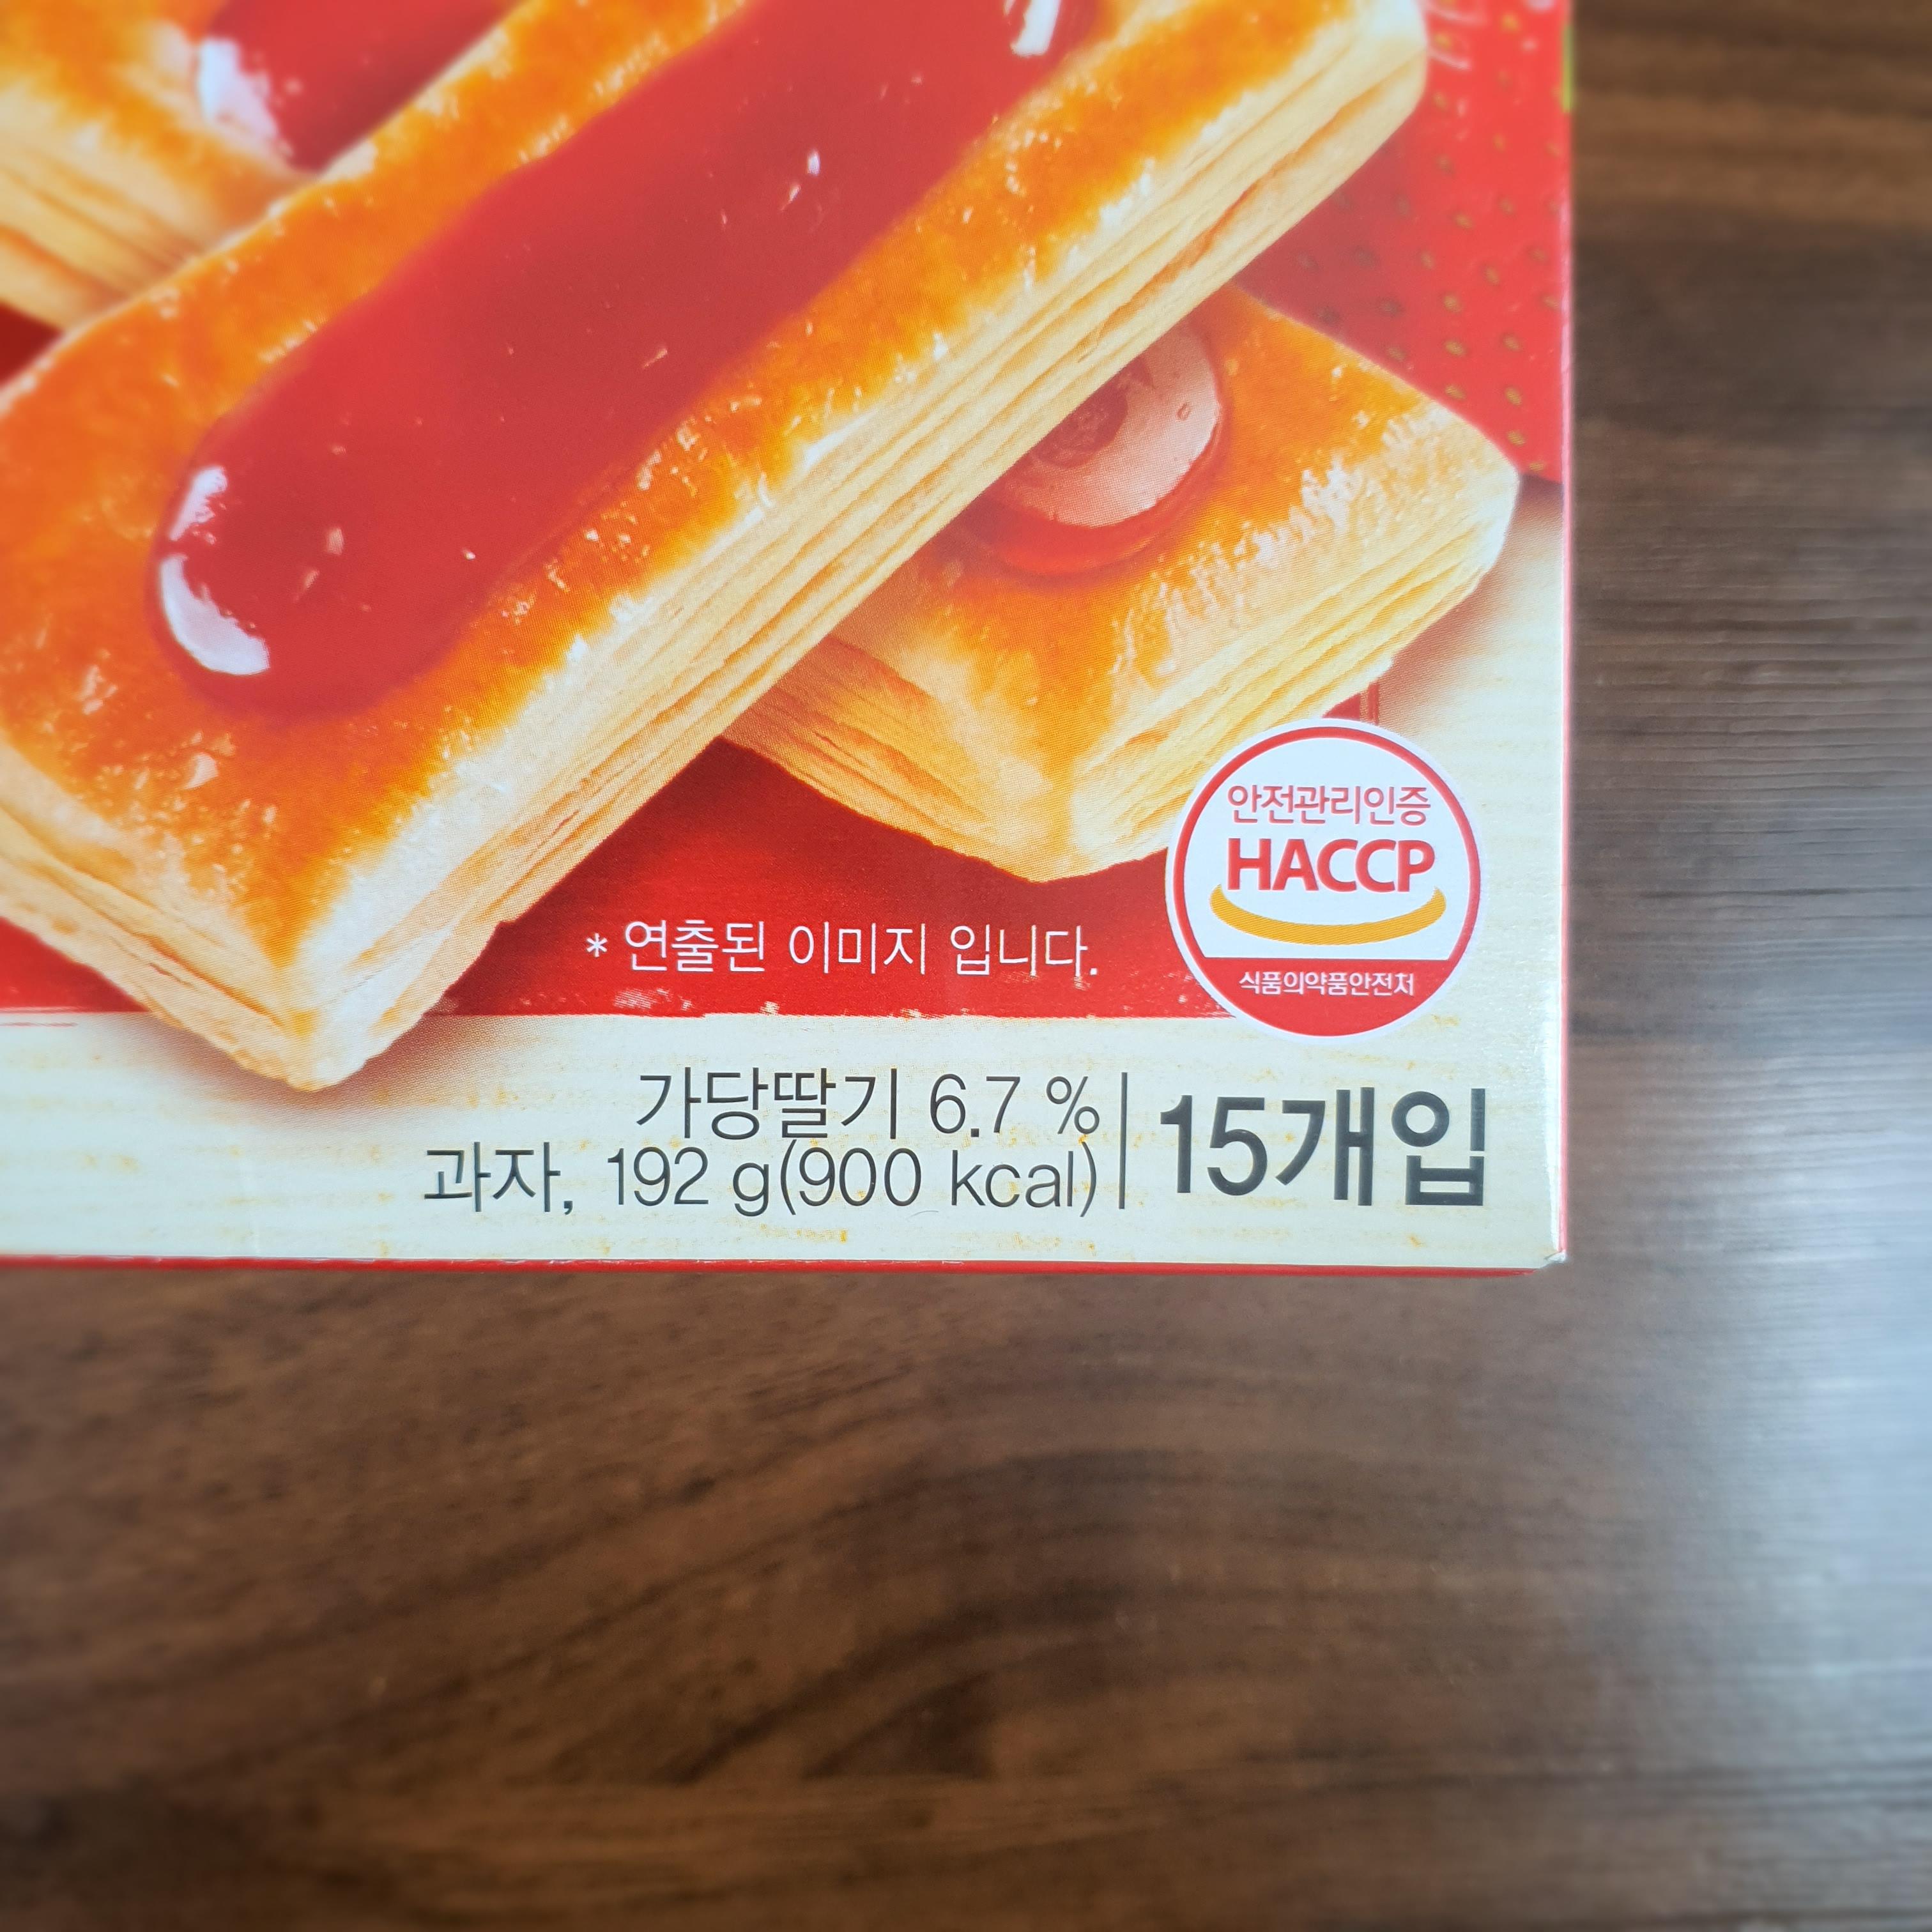 안전관리인증
HACCP
식품의약품안전처
* 연출된 이미지 입니다.
가당딸기 6.7 %
과자, 192 g(900 kcal)
15개입